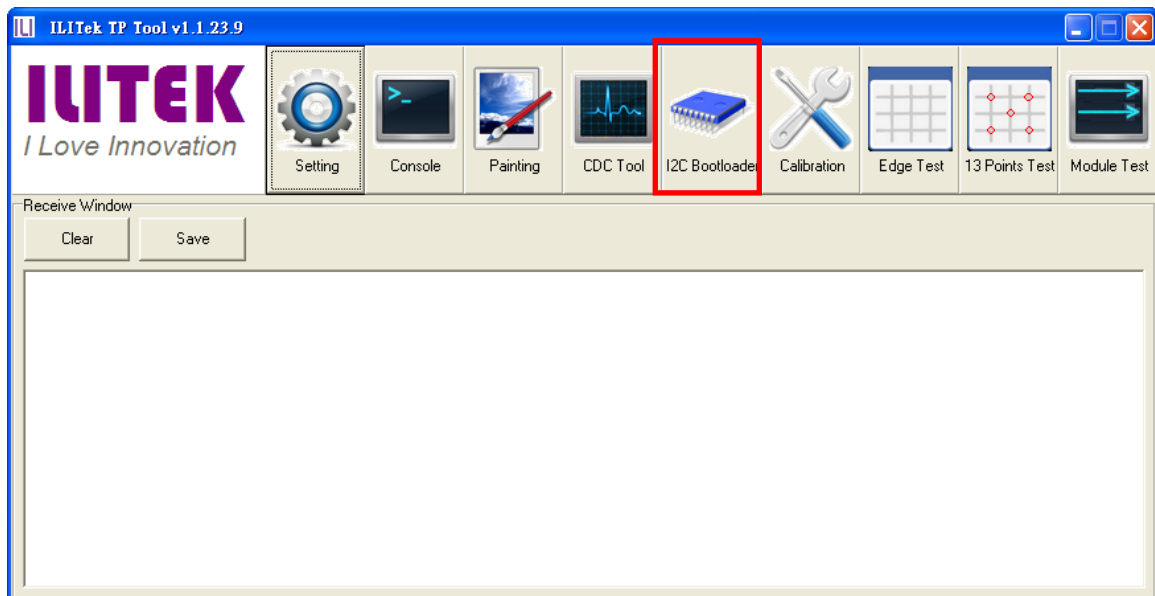 ILITek TP Tool v1.1.23.9
ILITEK
I Love Innovation
Setting
Console
Painting
CDC Tool
I2C Bootloader
Calibration
Edge Test
13 Points Test
Module Test
Receive Window
Clear
Save